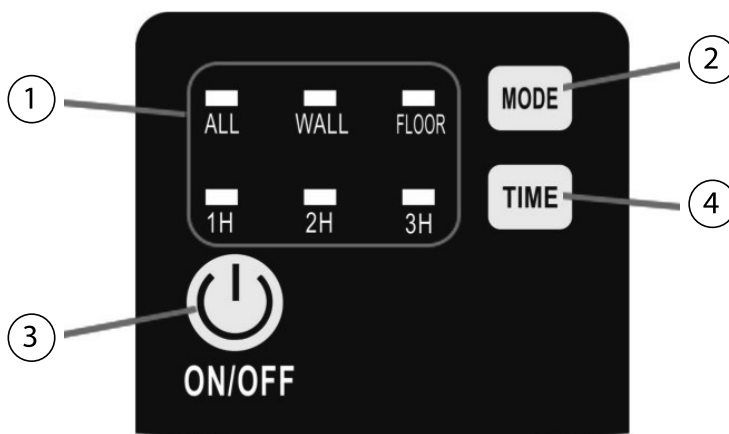 1
ALL WALL FLOOR
MODE
2
1H 2H 3H
TIME
4
3
ON/OFF